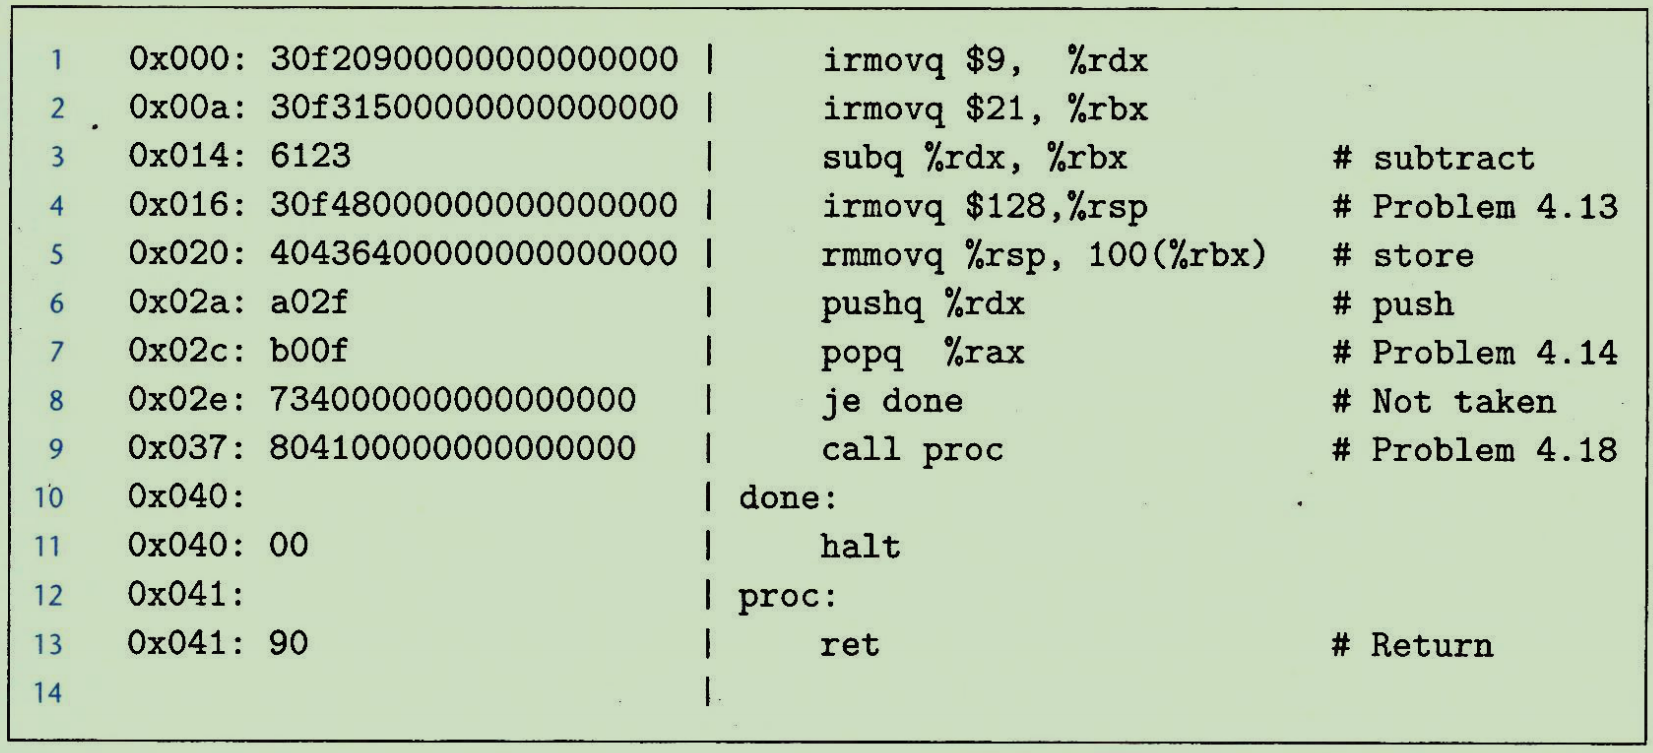 1 0x000: 30f20900000000000000 | irmovq $9, %rdx
2 0x00a: 30f31500000000000000 | irmovq $21, %rbx
3 0x014: 6123 | subq %rdx, %rbx # subtract
4 0x016: 30f48000000000000000 | irmovq $128,%rsp # Problem 4.13
5 0x020: 40436400000000000000 | rmmovq %rsp, 100(%rbx) # store
6 0x02a: a02f | pushq %rdx # push
7 0x02c: b00f | popq %rax # Problem 4.14
8 0x02e: 734000000000000000 | je done # Not taken
9 0x037: 804100000000000000 | call proc # Problem 4.18
10 0x040: | done:
11 0x040: 00 | halt
12 0x041: | proc:
13 0x041: 90 | ret # Return
14 |